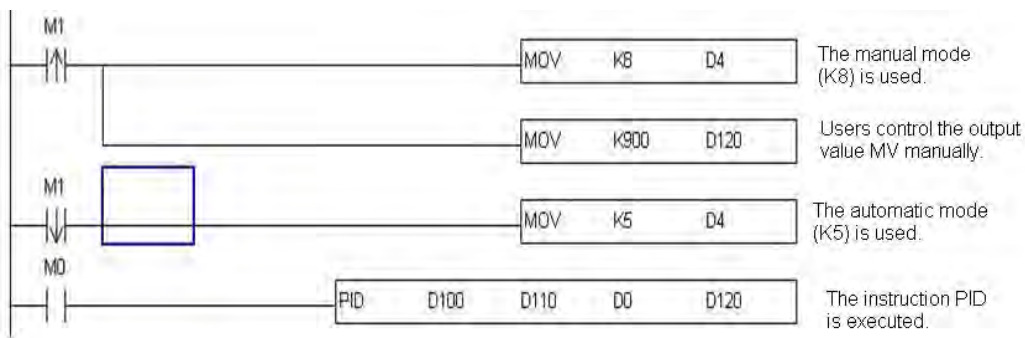 M1
MOV K8 D4
The manual mode
(K8) is used.
MOV K900 D120
Users control the output
value MV manually.
M1
MOV K5 D4
The automatic mode
(K5) is used.
M0
PID D100 D110 D0 D120
The instruction PID
is executed.